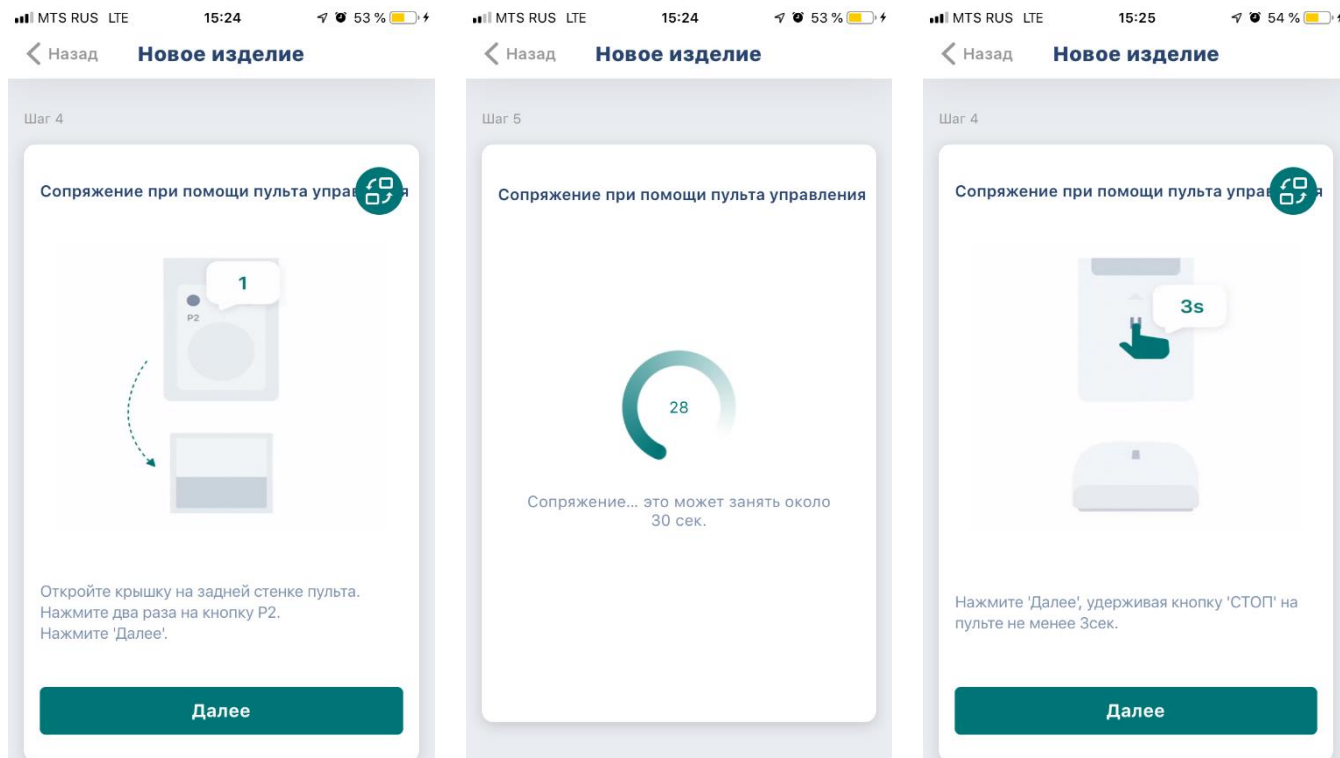 MTS RUS LTE 15:24 53 %
Назад Новое изделие
Шаг 4
Сопряжение при помощи пульта управ я
1
P2
Откройте крышку на задней стенке пульта.
Нажмите два раза на кнопку P2.
Нажмите 'Далее'.
Далее
MTS RUS LTE 15:24 53 %
Назад Новое изделие
Шаг 5
Сопряжение при помощи пульта управления
28
Сопряжение... это может занять около
30 сек.
MTS RUS LTE 15:25 54 %
Назад Новое изделие
Шаг 4
Сопряжение при помощи пульта управ я
3s
Нажмите 'Далее', удерживая кнопку 'СТОП' на
пульте не менее 3сек.
Далее